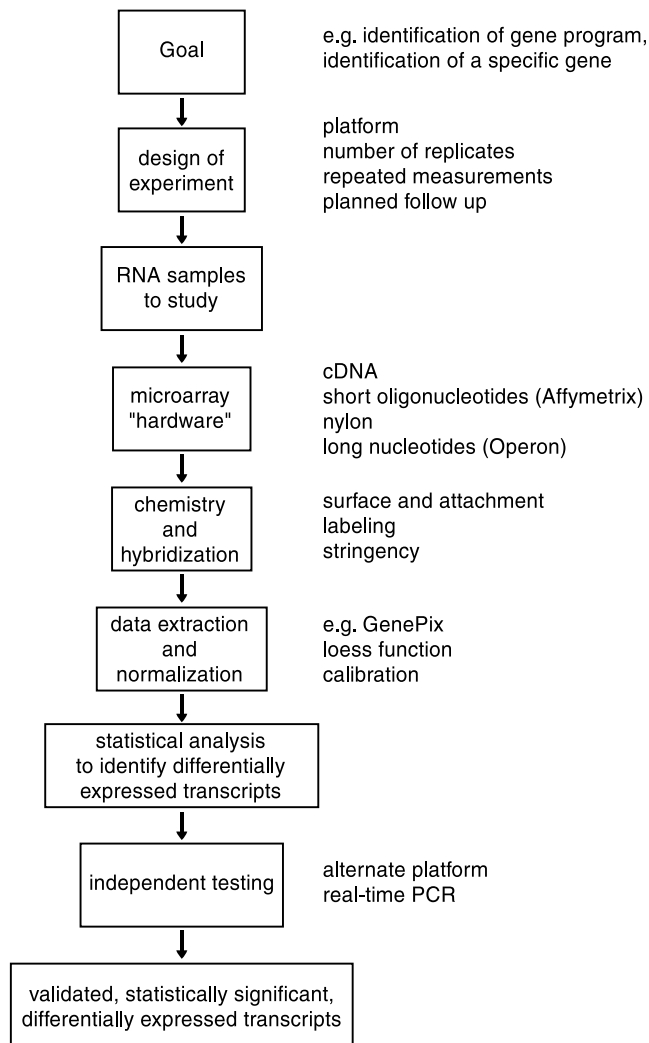 Goal
e.g. identification of gene program,
identification of a specific gene
design of
experiment
platform
number of replicates
repeated measurements
planned follow up
RNA samples
to study
microarray
"hardware"
cDNA
short oligonucleotides (Affymetrix)
nylon
long nucleotides (Operon)
chemistry
and
hybridization
surface and attachment
labeling
stringency
data extraction
and
normalization
e.g. GenePix
loess function
calibration
statistical analysis
to identify differentially
expressed transcripts
independent testing
alternate platform
real-time PCR
validated, statistically significant,
differentially expressed transcripts